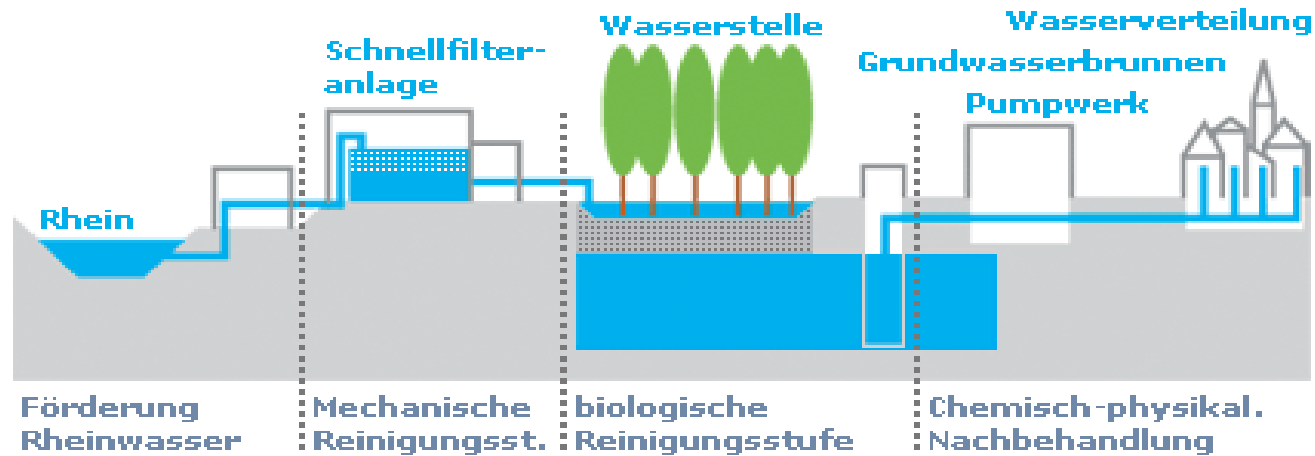 Wasserverteilung
Wasserstelle
Schnellfilter-
anlage
Grundwasserbrunnen
Pumpwerk
Rhein
Förderung
Rheinwasser
Mechanische
Reinigungsst.
biologische
Reinigungsstufe
Chemisch-physikal.
Nachbehandlung